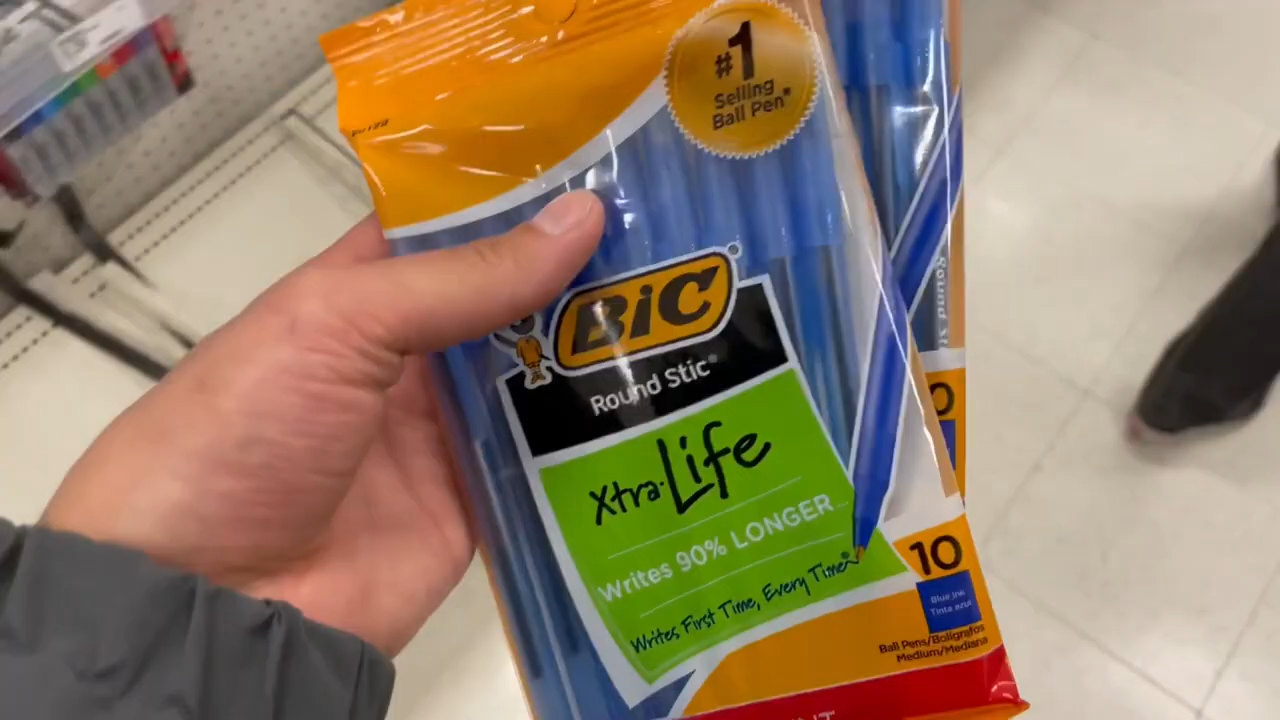 #1
Selling
Ball Pen®
BiC®
Round Stic®
Xtra-Life
Writes 90% LONGER
Writes First Time, Every Time®
10
Blue Ink
Tinta azul
Ball Pens/Bolígrafos
Medium/Mediana